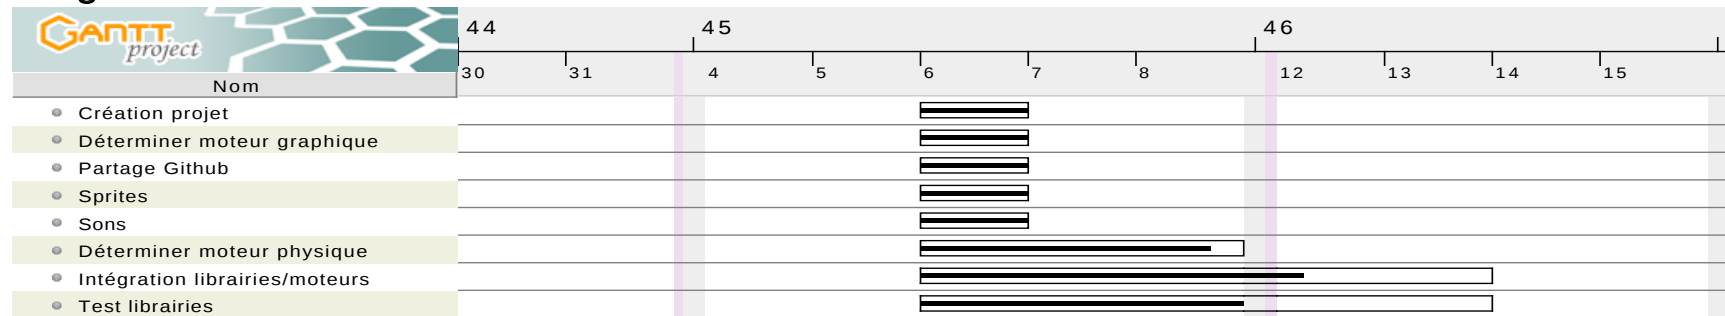 GANTT
project
44 45 46
30 31 4 5 6 7 8 12 13 14 15
Nom
Création projet
Déterminer moteur graphique
Partage Github
Sprites
Sons
Déterminer moteur physique
Intégration librairies/moteurs
Test librairies